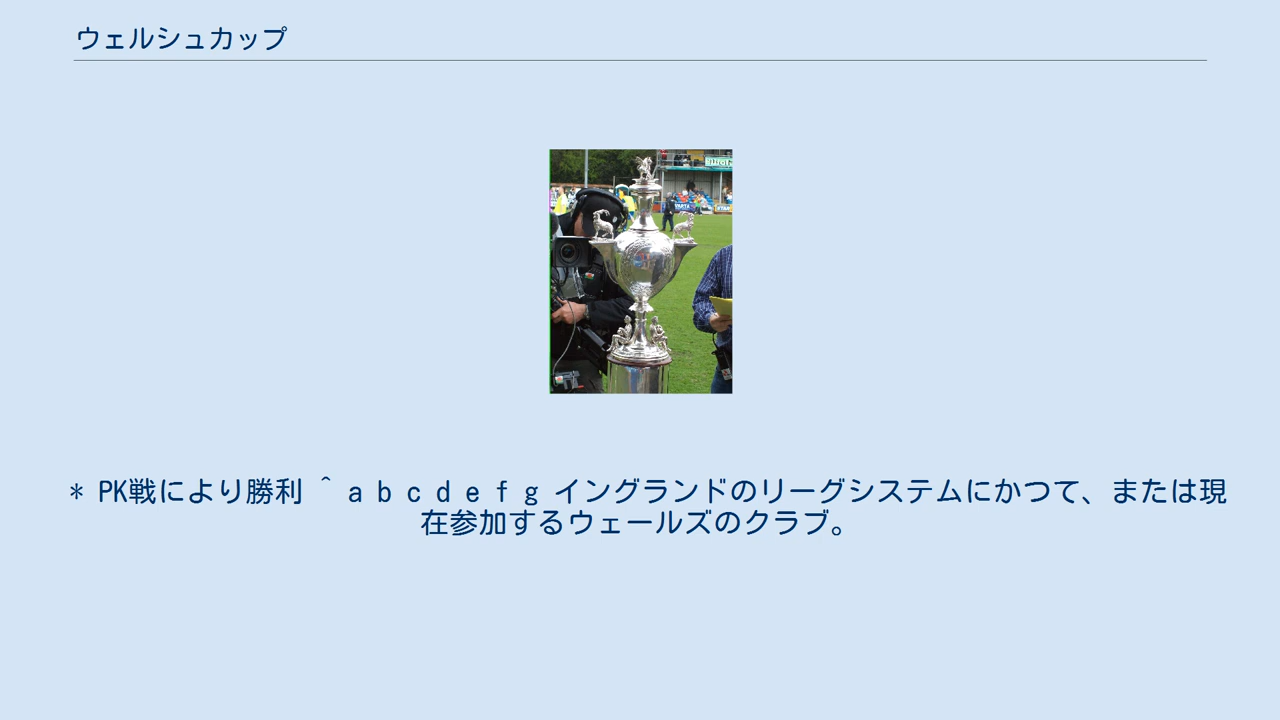 ウェルシュカップ
* PK戦により勝利 ^ a b c d e f g イングランドのリーグシステムにかつて、または現
在参加するウェールズのクラブ。